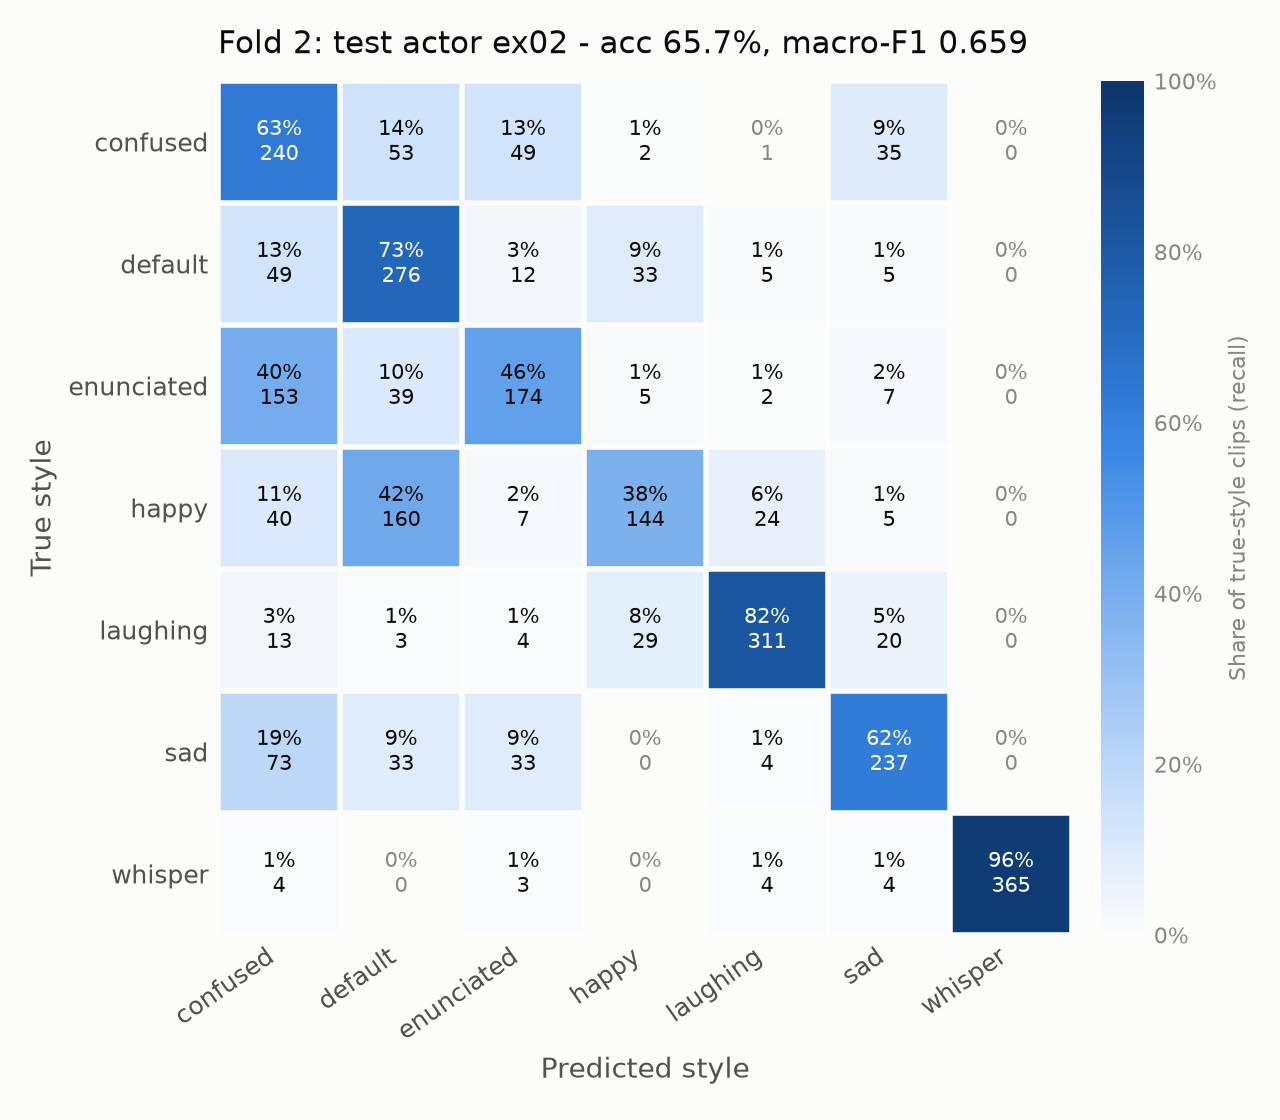 Fold 2: test actor ex02 - acc 65.7%, macro-F1 0.659
confused
63% 14% 13% 1% 0% 9% 0%
240 53 49 2 1 35 0
default
13% 73% 3% 9% 1% 1% 0%
49 276 12 33 5 5 0
enunciated
40% 10% 46% 1% 1% 2% 0%
153 39 174 5 2 7 0
happy
11% 42% 2% 38% 6% 1% 0%
40 160 7 144 24 5 0
laughing
3% 1% 1% 8% 82% 5% 0%
13 3 4 29 311 20 0
sad
19% 9% 9% 0% 1% 62% 0%
73 33 33 0 4 237 0
whisper
1% 0% 1% 0% 1% 1% 96%
4 0 3 0 4 4 365
True style
confused default enunciated happy laughing sad whisper
Predicted style
100%
80%
60%
40%
20%
0%
Share of true-style clips (recall)